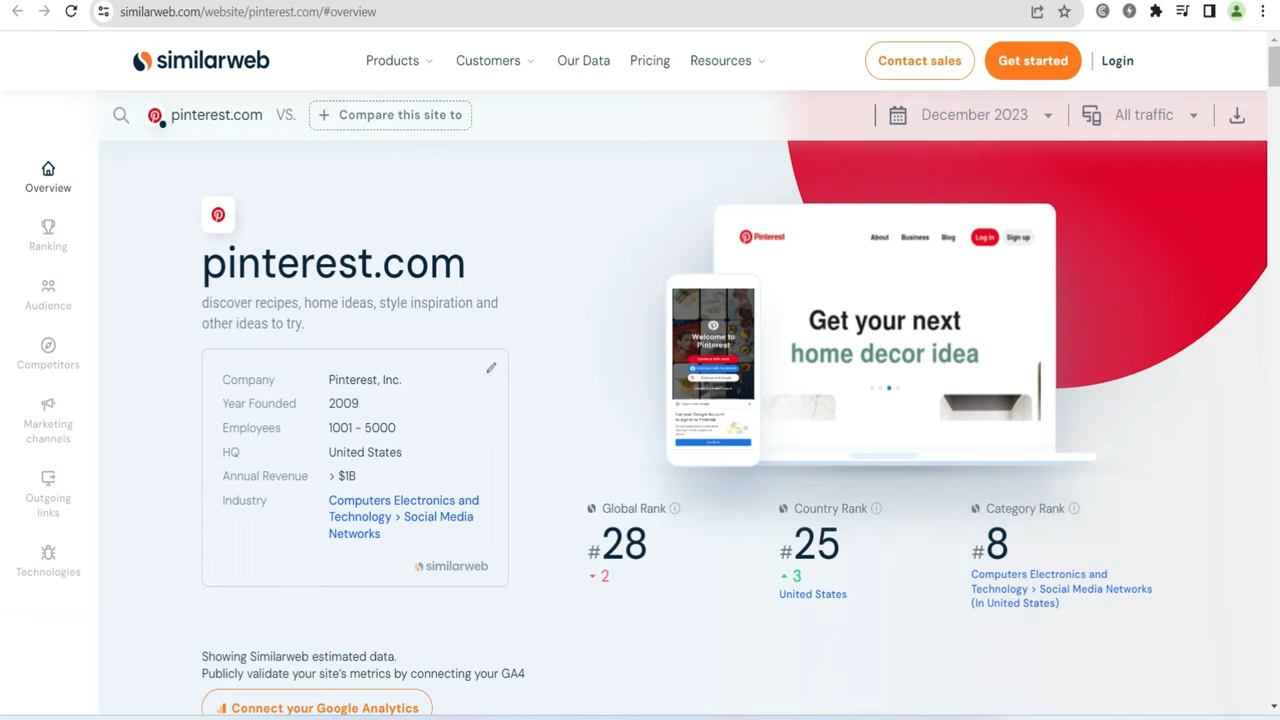 similarweb.com/website/pinterest.com/#overview
similarweb
Products
Customers
Our Data
Pricing
Resources
Contact sales
Get started
Login
pinterest.com
VS.
+ Compare this site to
December 2023
All traffic
Overview
Ranking
Audience
Competitors
Marketing
channels
Outgoing
links
Technologies
pinterest.com
discover recipes, home ideas, style inspiration and
other ideas to try.
Company Pinterest, Inc.
Year Founded 2009
Employees 1001 - 5000
HQ United States
Annual Revenue > $1B
Industry Computers Electronics and
Technology > Social Media
Networks
similarweb
Pinterest
About
Business
Blog
Log in
Sign up
Get your next
home decor idea
Welcome to
Pinterest
Global Rank
#28
2
Country Rank
#25
3
United States
Category Rank
#8
Computers Electronics and
Technology > Social Media Networks
(In United States)
Showing Similarweb estimated data.
Publicly validate your site's metrics by connecting your GA4
Connect your Google Analytics